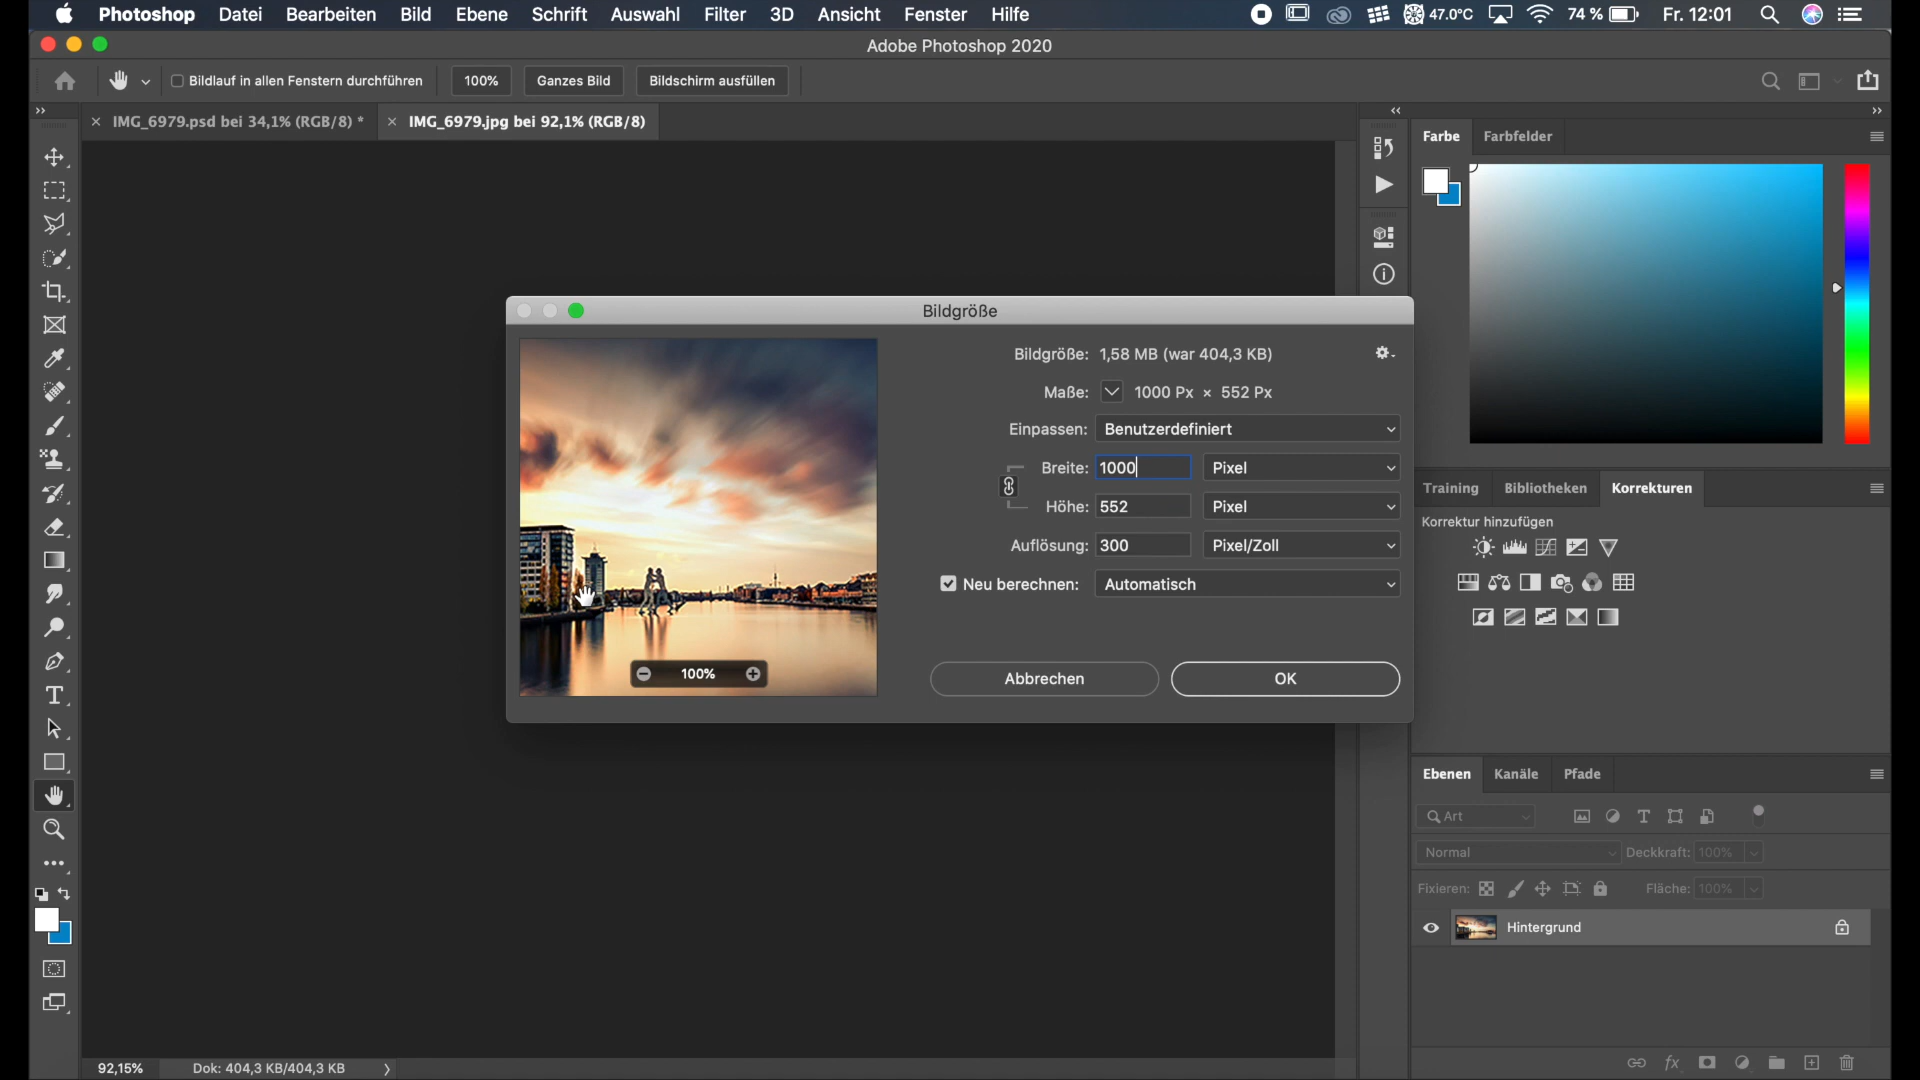 Photoshop Datei Bearbeiten Bild Ebene Schrift Auswahl Filter 3D Ansicht Fenster Hilfe 47.0°C 74 % Fr. 12:01
Adobe Photoshop 2020
Bildlauf in allen Fenstern durchführen 100% Ganzes Bild Bildschirm ausfüllen
IMG_6979.psd bei 34,1% (RGB/8) * IMG_6979.jpg bei 92,1% (RGB/8)
Farbe Farbfelder
Bildgröße
Bildgröße: 1,58 MB (war 404,3 KB)
Maße: 1000 Px × 552 Px
Einpassen: Benutzerdefiniert
Breite: 1000 Pixel
Höhe: 552 Pixel
Auflösung: 300 Pixel/Zoll
Neu berechnen: Automatisch
100%
Abbrechen OK
Training Bibliotheken Korrekturen
Korrektur hinzufügen
Ebenen Kanäle Pfade
Art
Normal Deckkraft: 100%
Fixieren: Fläche: 100%
Hintergrund
fx
92,15% Dok: 404,3 KB/404,3 KB